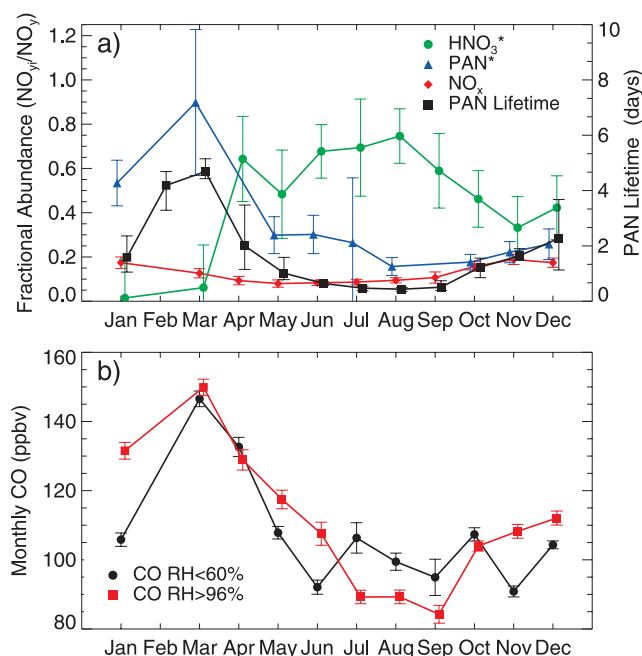 a)
HNO3*
PAN*
NOx
PAN Lifetime
Fractional Abundance (NOyi/NOy)
1.2
1.0
0.8
0.6
0.4
0.2
0.0
10
8
6
4
2
0
PAN Lifetime (days)
Jan Feb Mar Apr May Jun Jul Aug Sep Oct Nov Dec
b)
Monthly CO (ppbv)
160
140
120
100
80
CO RH<60%
CO RH>96%
Jan Feb Mar Apr May Jun Jul Aug Sep Oct Nov Dec